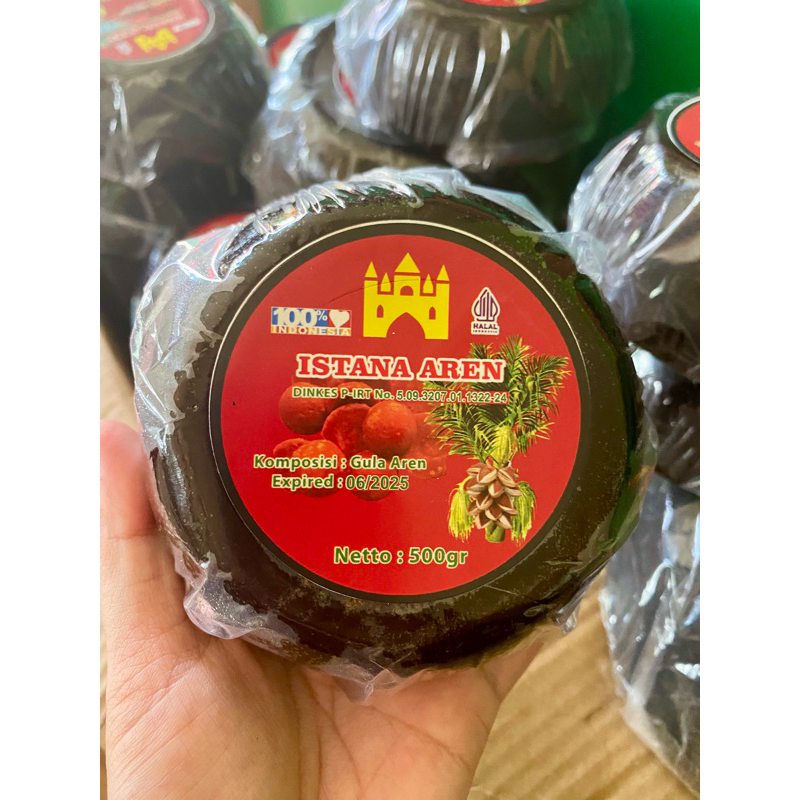 100%
INDONESIA
HALAL
INDONESIA
ISTANA AREN
DINKES P-IRT No. 5.09.3207.01.1322-24
Komposisi : Gula Aren
Expired : 06/2025
Netto : 500gr